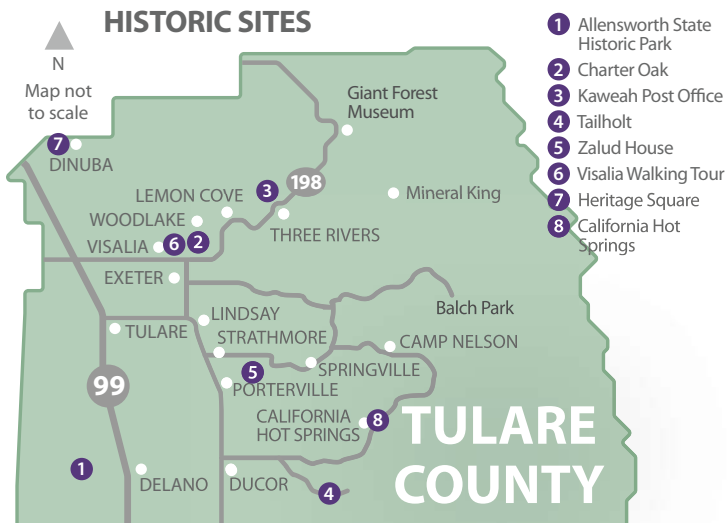 HISTORIC SITES
N
Map not
to scale
1 Allensworth State
Historic Park
2 Charter Oak
3 Kaweah Post Office
4 Tailholt
5 Zalud House
6 Visalia Walking Tour
7 Heritage Square
8 California Hot
Springs
Giant Forest
Museum
7
DINUBA
198
3
LEMON COVE
Mineral King
WOODLAKE
THREE RIVERS
VISALIA
6
2
EXETER
Balch Park
LINDSAY
TULARE
STRATHMORE
CAMP NELSON
SPRINGVILLE
99
5
PORTERVILLE
CALIFORNIA
HOT SPRINGS
8
TULARE
COUNTY
1
DELANO
DUCOR
4